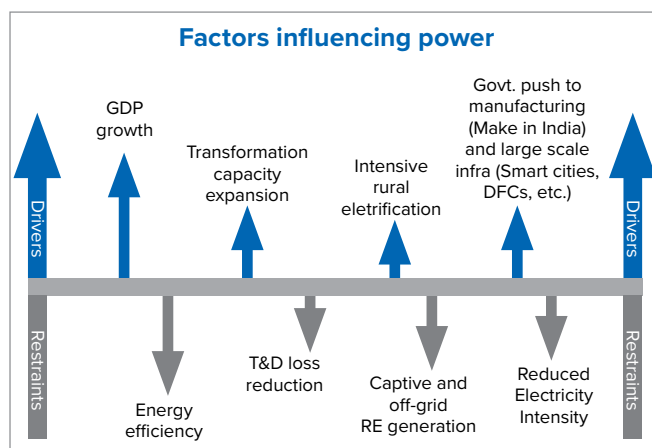 Factors influencing power
GDP
growth
Transformation
capacity
expansion
Intensive
rural
eletrification
Govt. push to
manufacturing
(Make in India)
and large scale
infra (Smart cities,
DFCs, etc.)
Drivers
Drivers
Restraints
Restraints
Energy
efficiency
T&D loss
reduction
Captive and
off-grid
RE generation
Reduced
Electricity
Intensity